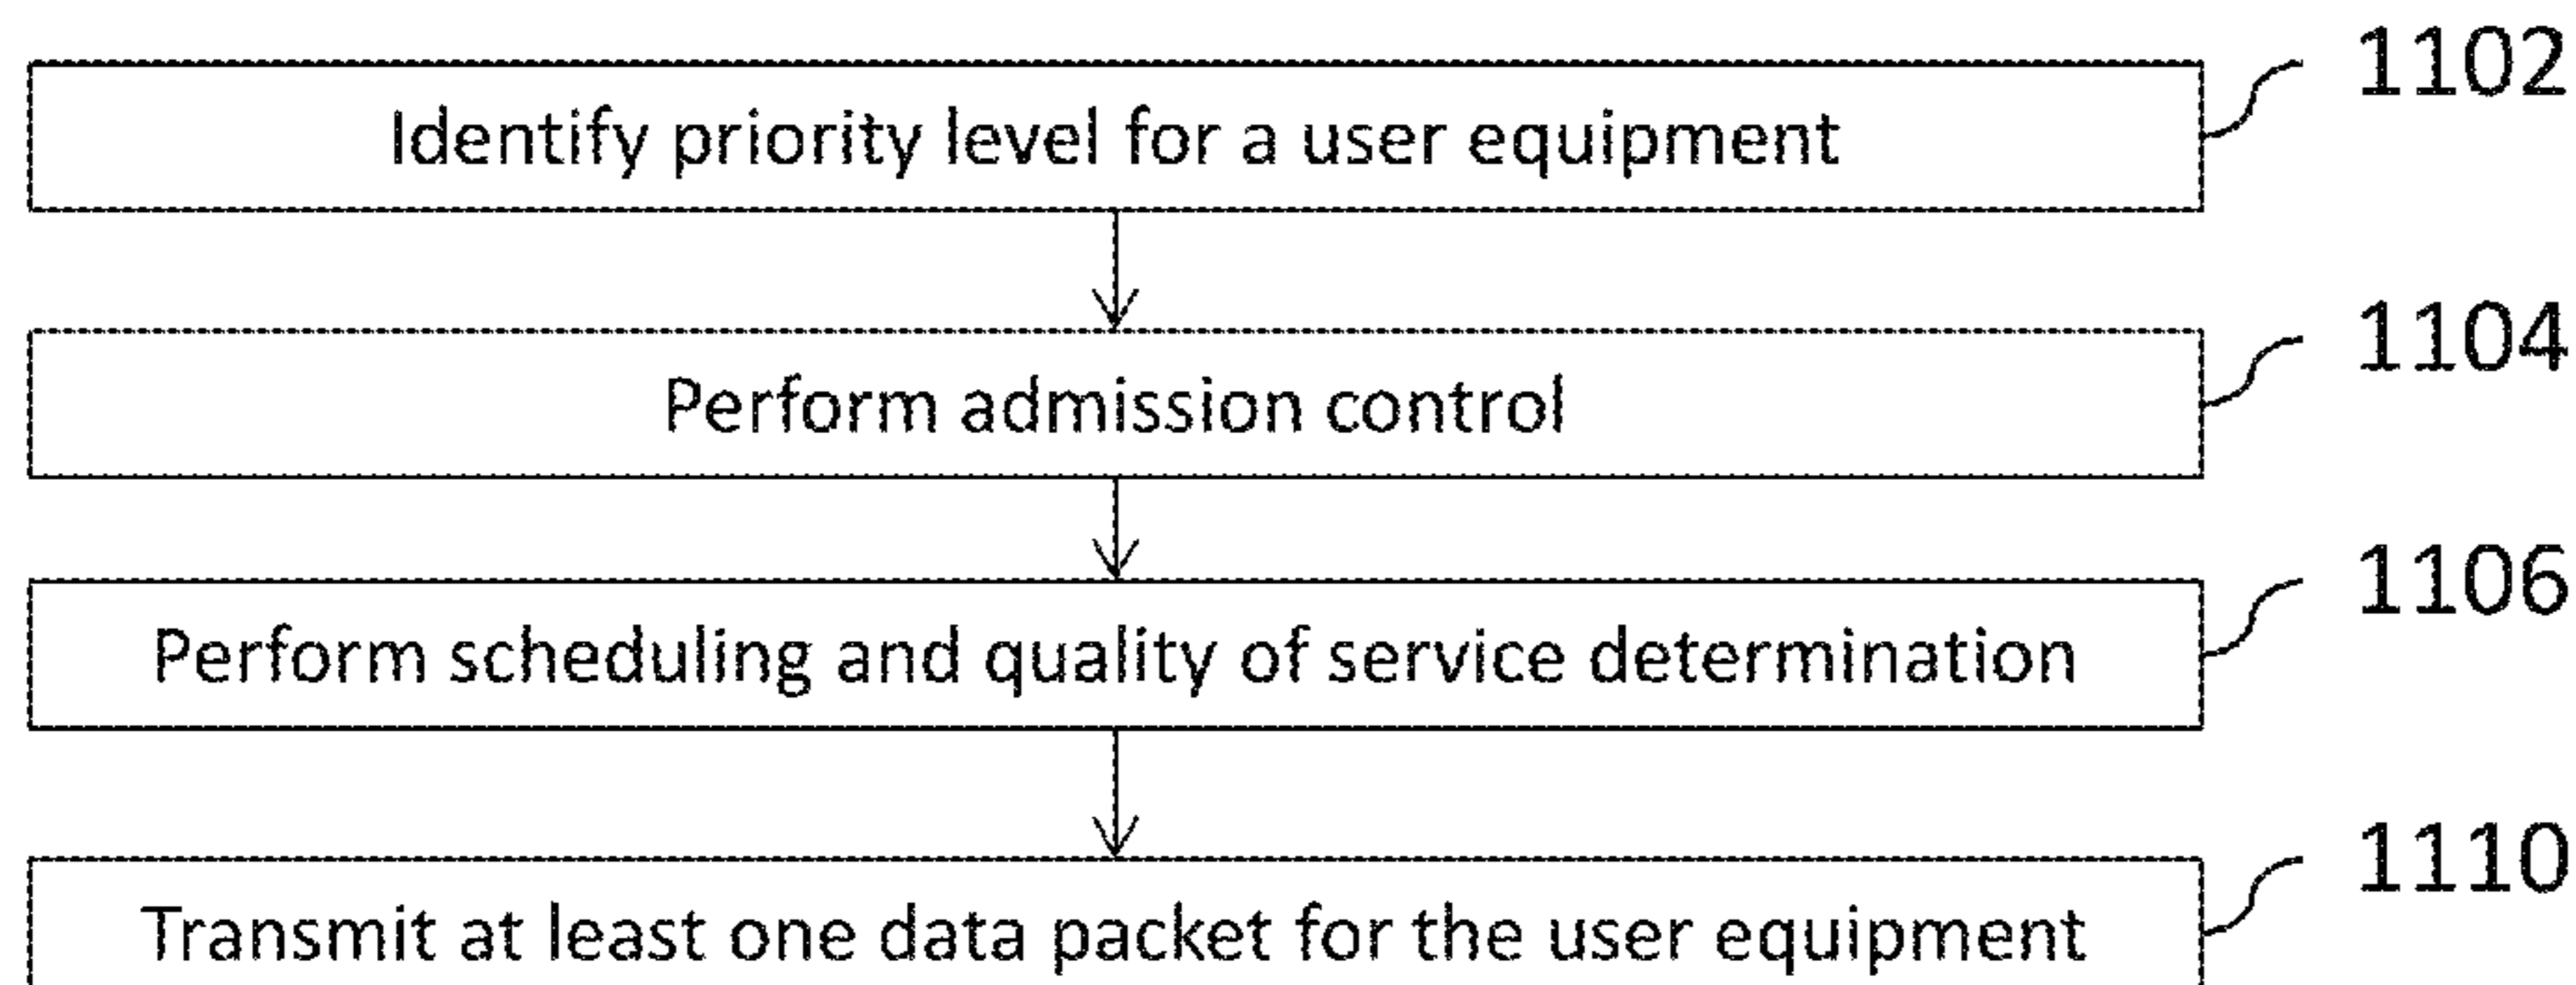 1102
Identify priority level for a user equipment
1104
Perform admission control
1106
Perform scheduling and quality of service determination
1110
Transmit at least one data packet for the user equipment